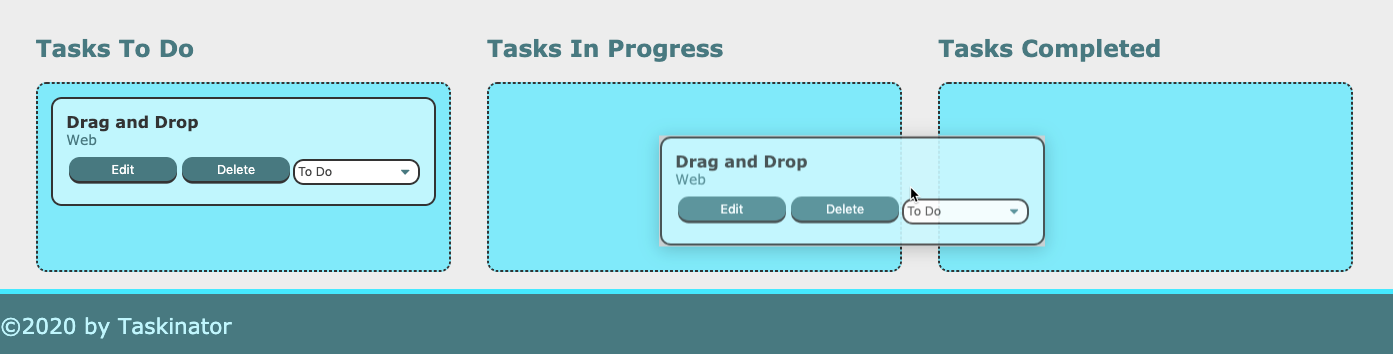 Tasks To Do
Tasks In Progress
Tasks Completed
Drag and Drop
Web
Edit
Delete
To Do
Drag and Drop
Web
Edit
Delete
To Do
©2020 by Taskinator